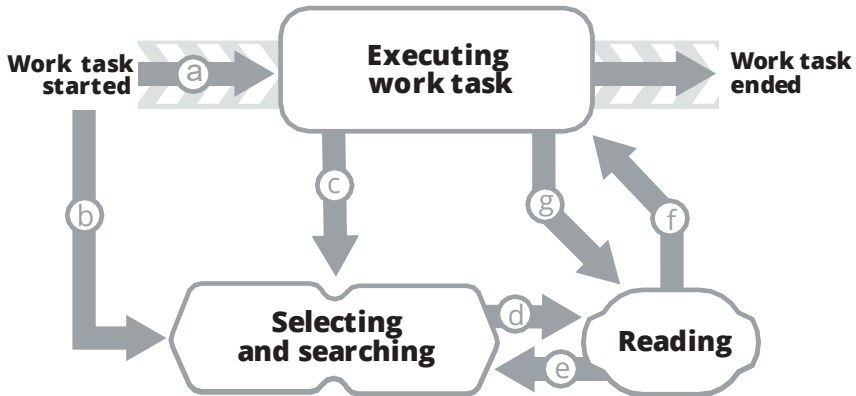 Work task
started
a
Executing
work task
Work task
ended
b
c
g
f
Selecting
and searching
d
e
Reading